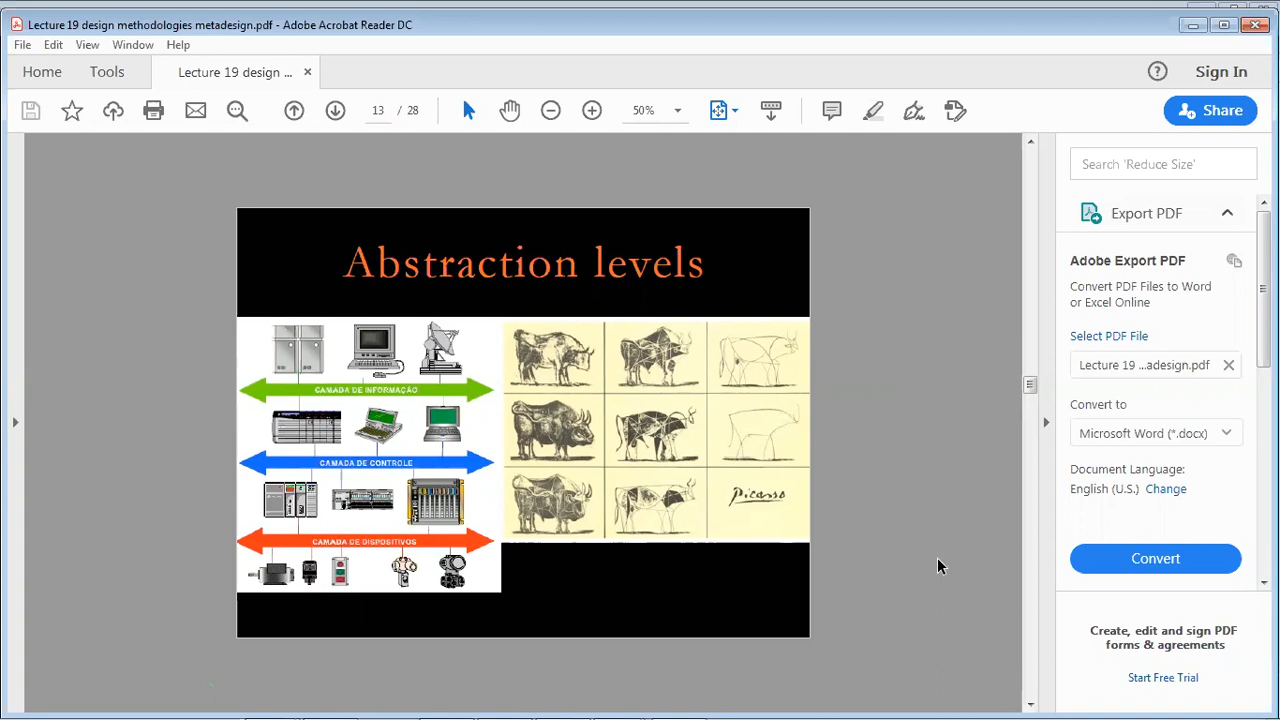 Lecture 19 design methodologies metadesign.pdf - Adobe Acrobat Reader DC
File Edit View Window Help
Home Tools Lecture 19 design ... × Sign In
13 / 28 50% Share
Search 'Reduce Size'
Export PDF
Adobe Export PDF
Convert PDF Files to Word
or Excel Online
Select PDF File
Lecture 19 ...adesign.pdf ×
Convert to
Microsoft Word (*.docx)
Document Language:
English (U.S.) Change
Convert
Create, edit and sign PDF
forms & agreements
Start Free Trial
Abstraction levels
CAMADA DE INFORMAÇÃO
CAMADA DE CONTROLE
CAMADA DE DISPOSITIVOS
Picasso